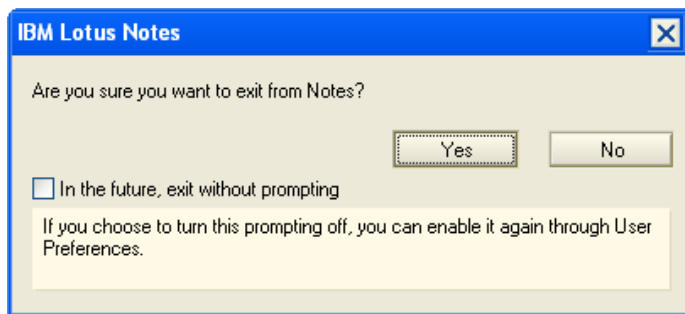 IBM Lotus Notes
Are you sure you want to exit from Notes?
Yes No
In the future, exit without prompting
If you choose to turn this prompting off, you can enable it again through User
Preferences.